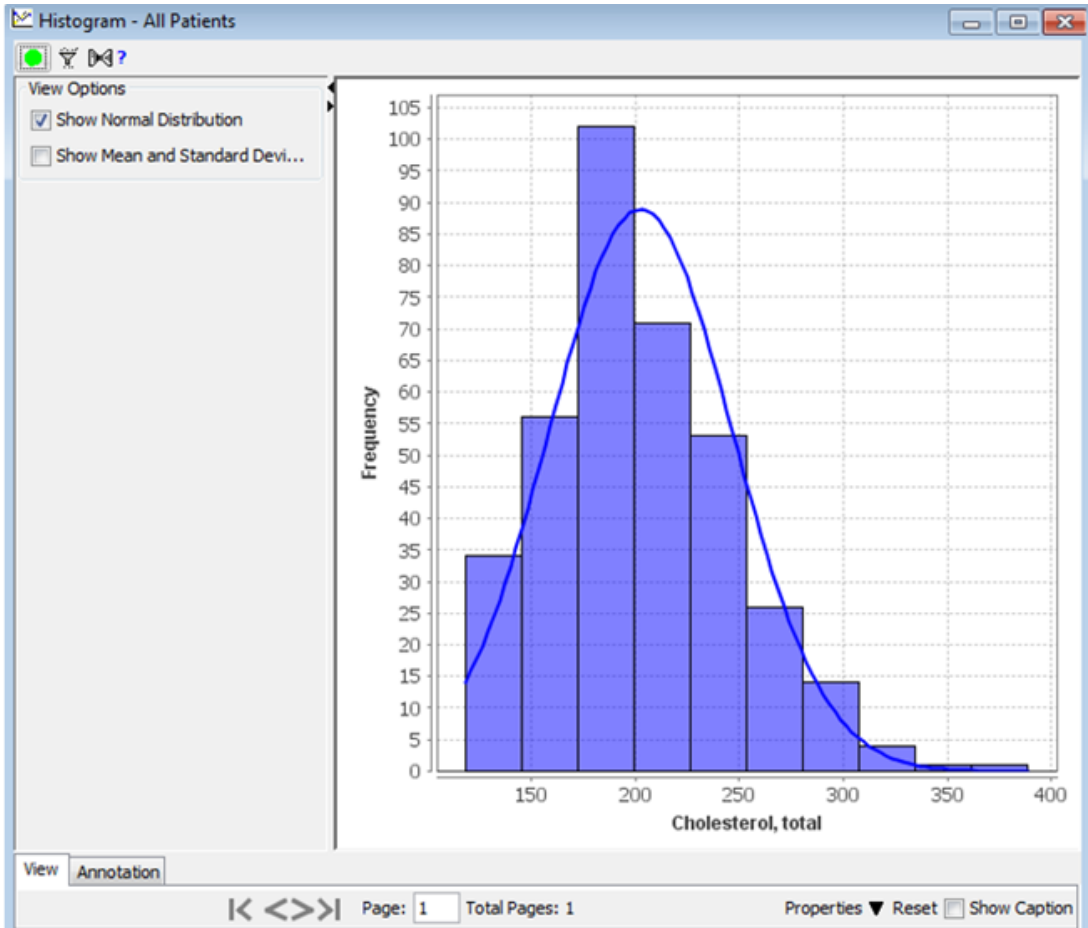 Histogram - All Patients
?
View Options
Show Normal Distribution
Show Mean and Standard Devi...
105
100
95
90
85
80
75
70
65
60
55
50
45
40
35
30
25
20
15
10
5
0
Frequency
150 200 250 300 350 400
Cholesterol, total
View Annotation
Page: 1 Total Pages: 1 Properties ▼ Reset Show Caption